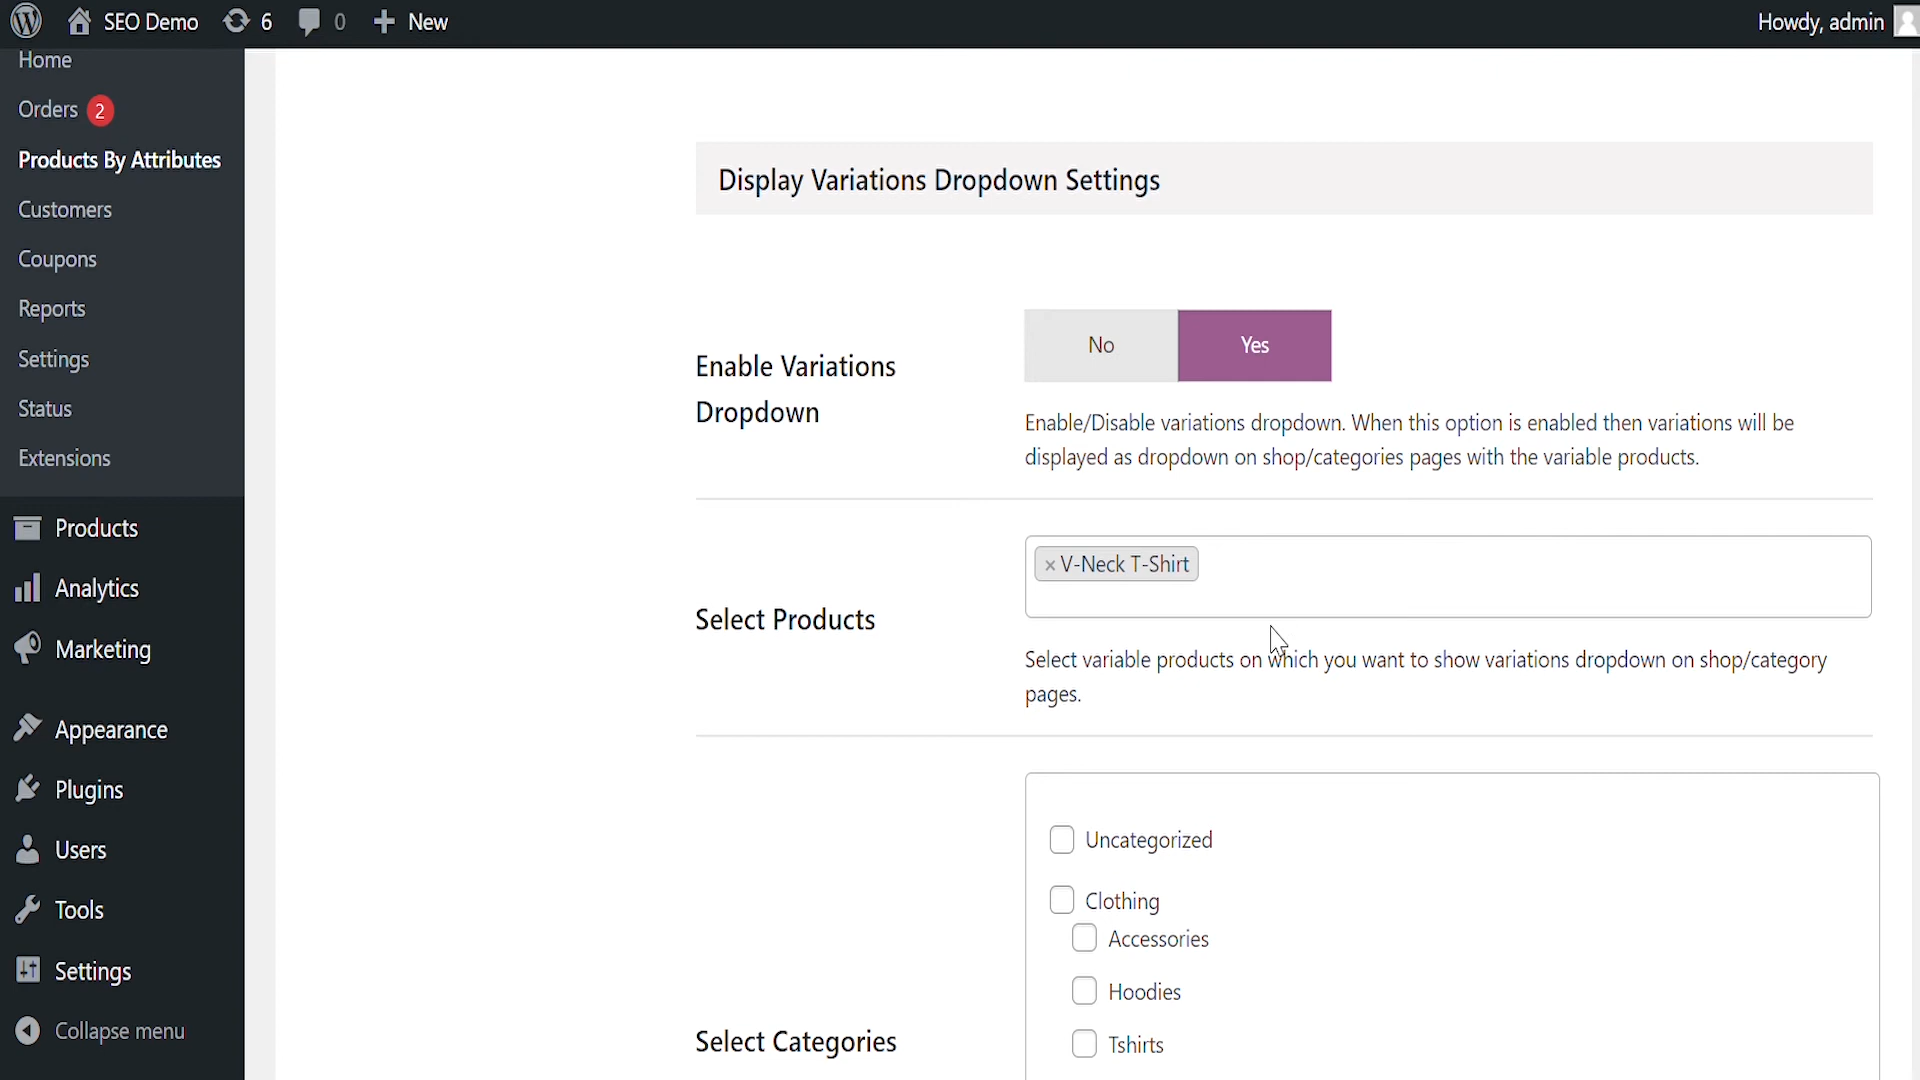 SEO Demo 6 0 New Howdy, admin
Home
Orders 2
Products By Attributes
Customers
Coupons
Reports
Settings
Status
Extensions
Products
Analytics
Marketing
Appearance
Plugins
Users
Tools
Settings
Collapse menu
Display Variations Dropdown Settings
Enable Variations
Dropdown
No Yes
Enable/Disable variations dropdown. When this option is enabled then variations will be
displayed as dropdown on shop/categories pages with the variable products.
Select Products
× V-Neck T-Shirt
Select variable products on which you want to show variations dropdown on shop/category
pages.
Select Categories
Uncategorized
Clothing
Accessories
Hoodies
Tshirts